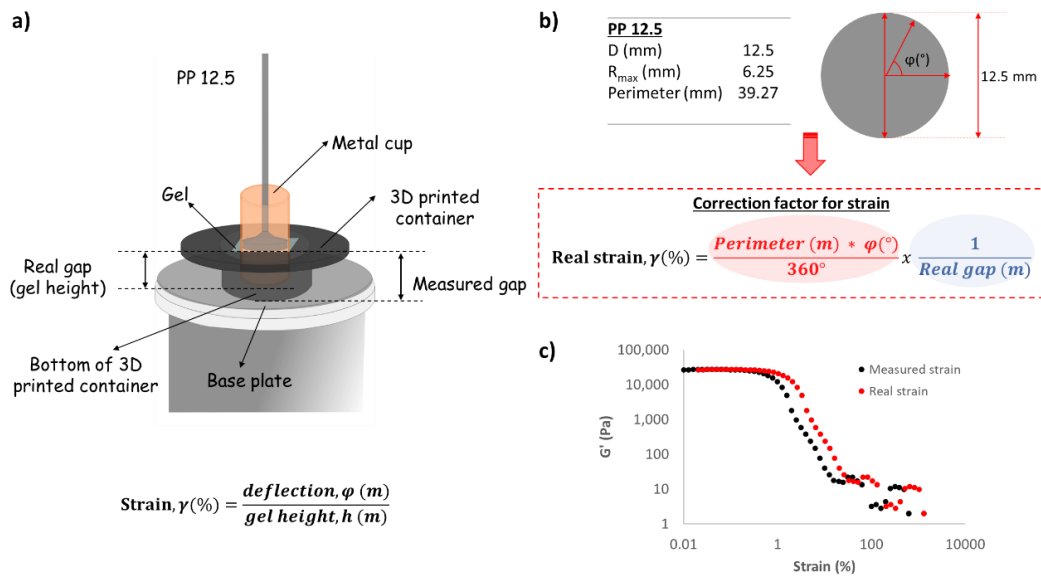 a)
PP 12.5
Metal cup
Gel
3D printed
container
Real gap
(gel height)
Measured gap
Bottom of 3D
printed container
Base plate
Strain, γ(%) = deflection, φ (m)
gel height, h (m)
b)
PP 12.5
D (mm) 12.5
Rmax (mm) 6.25
Perimeter (mm) 39.27
φ(°)
12.5 mm
Correction factor for strain
Real strain, γ(%) = Perimeter (m) * φ(°) / 360° x 1 / Real gap (m)
c)
100,000
10,000
1,000
100
10
1
G' (Pa)
Measured strain
Real strain
0.01 1 100 10000
Strain (%)